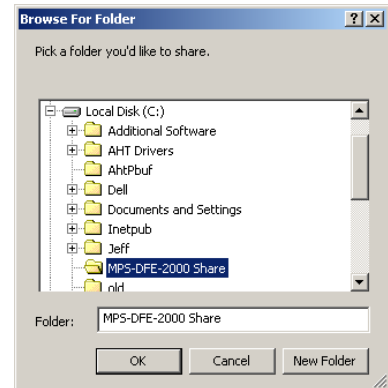 Browse For Folder
Pick a folder you'd like to share.
Local Disk (C:)
Additional Software
AHT Drivers
AhtPbuf
Dell
Documents and Settings
Inetpub
Jeff
MPS-DFE-2000 Share
old
Folder: MPS-DFE-2000 Share
OK Cancel New Folder